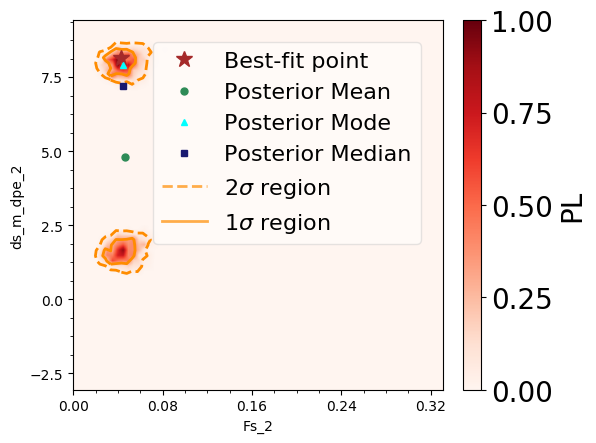 Best-fit point
Posterior Mean
Posterior Mode
Posterior Median
2σ region
1σ region
7.5
5.0
2.5
0.0
−2.5
ds_m_dpe_2
0.00
0.08
0.16
0.24
0.32
Fs_2
1.00
0.75
0.50
0.25
0.00
PL